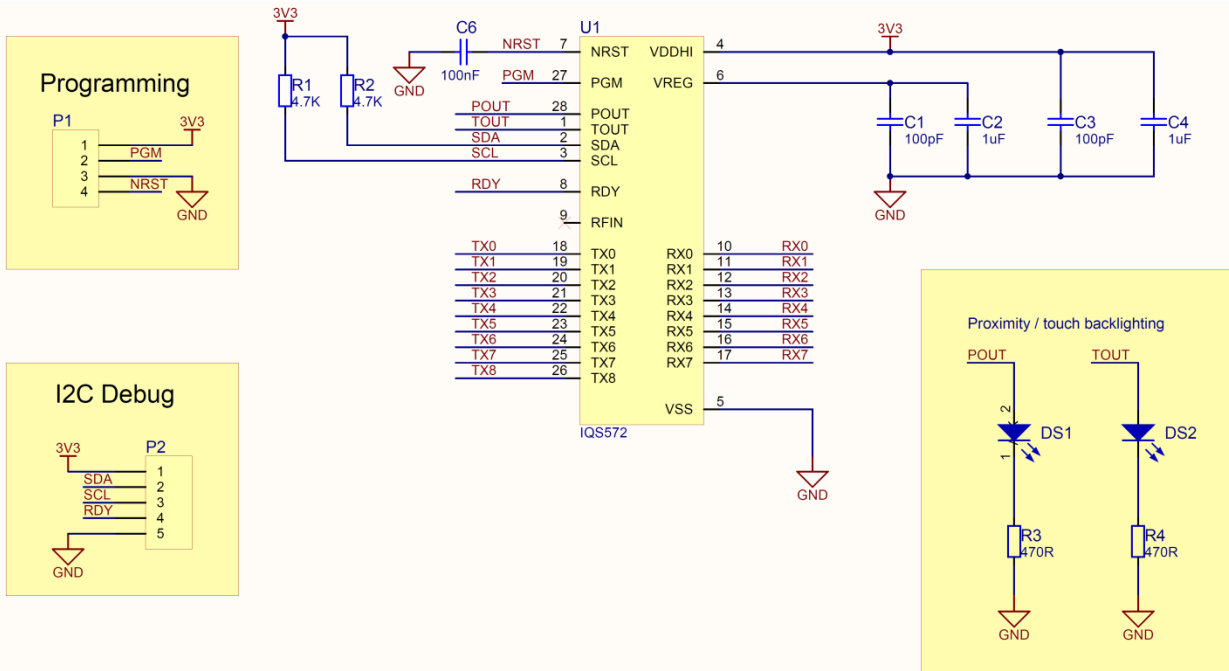 Programming
P1
3V3
1
2
PGM
3
4
NRST
GND
I2C Debug
3V3
P2
1
SDA
2
SCL
3
RDY
4
5
GND
3V3
R1
4.7K
R2
4.7K
C6
100nF
GND
U1
NRST 7 NRST
PGM 27 PGM
POUT 28 POUT
TOUT 1 TOUT
SDA 2 SDA
SCL 3 SCL
RDY 8 RDY
9 RFIN
TX0 18 TX0
TX1 19 TX1
TX2 20 TX2
TX3 21 TX3
TX4 22 TX4
TX5 23 TX5
TX6 24 TX6
TX7 25 TX7
TX8 26 TX8
VDDHI 4
VREG 6
RX0 10 RX0
RX1 11 RX1
RX2 12 RX2
RX3 13 RX3
RX4 14 RX4
RX5 15 RX5
RX6 16 RX6
RX7 17 RX7
VSS 5
IQS572
GND
3V3
C1
100pF
C2
1uF
C3
100pF
C4
1uF
GND
Proximity / touch backlighting
POUT
2
DS1
1
R3
470R
GND
TOUT
DS2
R4
470R
GND